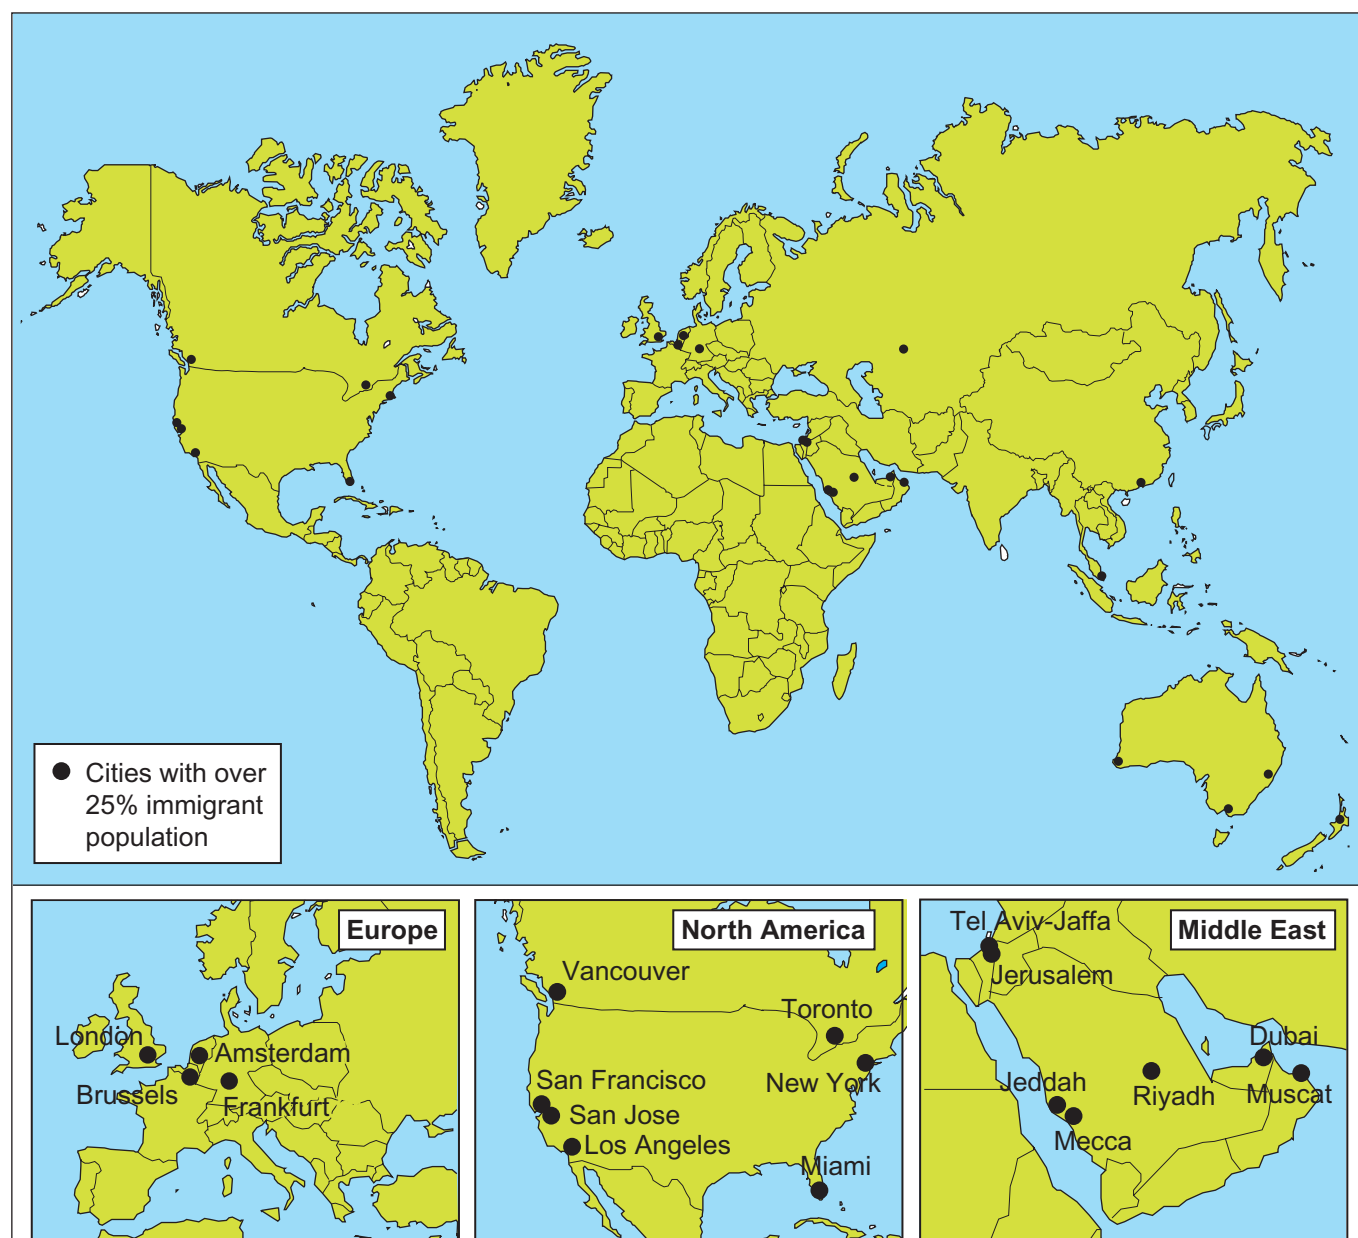 Cities with over
25% immigrant
population
Europe
London
Amsterdam
Brussels
Frankfurt
North America
Vancouver
Toronto
San Francisco
New York
San Jose
Los Angeles
Miami
Middle East
Tel Aviv-Jaffa
Jerusalem
Dubai
Jeddah
Riyadh
Muscat
Mecca